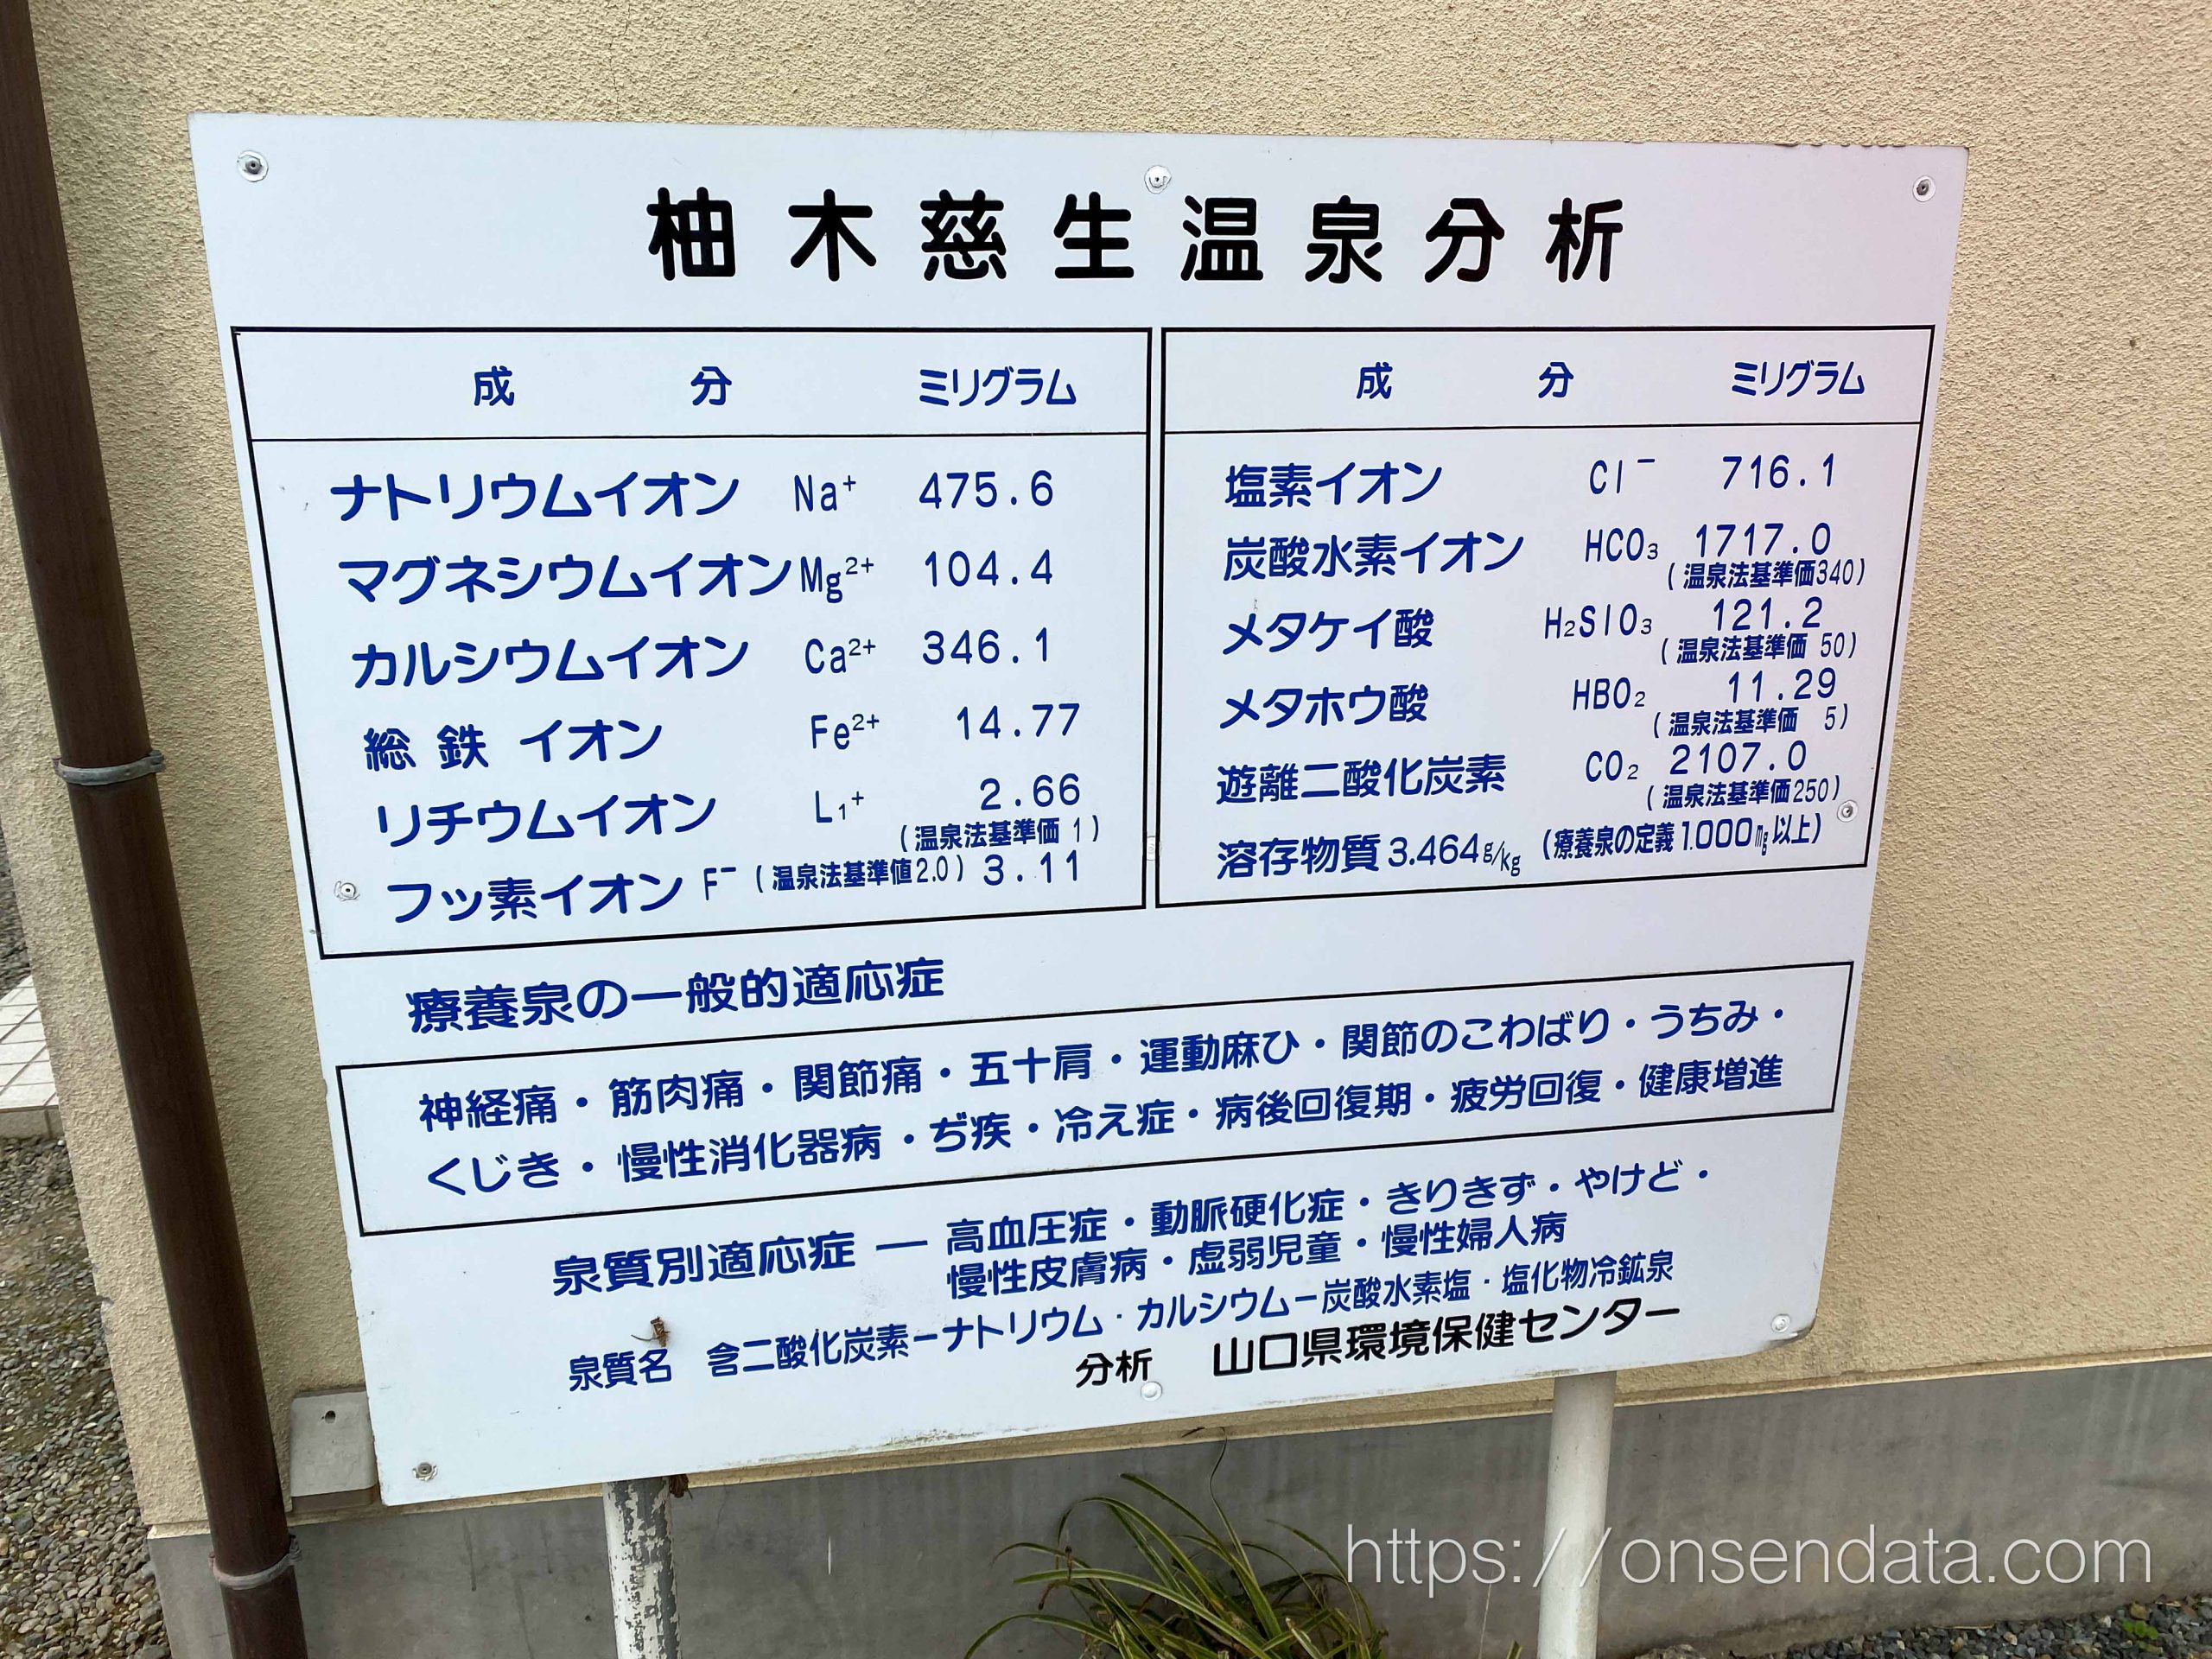 柚木慈生温泉分析
成分 ミリグラム
ナトリウムイオン Na⁺ 475.6
マグネシウムイオン Mg²⁺ 104.4
カルシウムイオン Ca²⁺ 346.1
総鉄イオン Fe²⁺ 14.77
リチウムイオン L₁⁺ 2.66
(温泉法基準価 1)
フッ素イオン F⁻ (温泉法基準値2.0) 3.11
成分 ミリグラム
塩素イオン Cl⁻ 716.1
炭酸水素イオン HCO₃ 1717.0
(温泉法基準価340)
メタケイ酸 H₂SIO₃ 121.2
(温泉法基準価 50)
メタホウ酸 HBO₂ 11.29
(温泉法基準価 5)
遊離二酸化炭素 CO₂ 2107.0
(温泉法基準価250)
溶存物質3.464g/kg (療養泉の定義1.000mg以上)
療養泉の一般的適応症
神経痛・筋肉痛・関節痛・五十肩・運動麻ひ・関節のこわばり・うちみ・
くじき・慢性消化器病・ぢ疾・冷え症・病後回復期・疲労回復・健康増進
泉質別適応症 ― 高血圧症・動脈硬化症・きりきず・やけど・
慢性皮膚病・虚弱児童・慢性婦人病
泉質名 含二酸化炭素−ナトリウム・カルシウム−炭酸水素塩・塩化物冷鉱泉
分析 山口県環境保健センター
https://onsendata.com